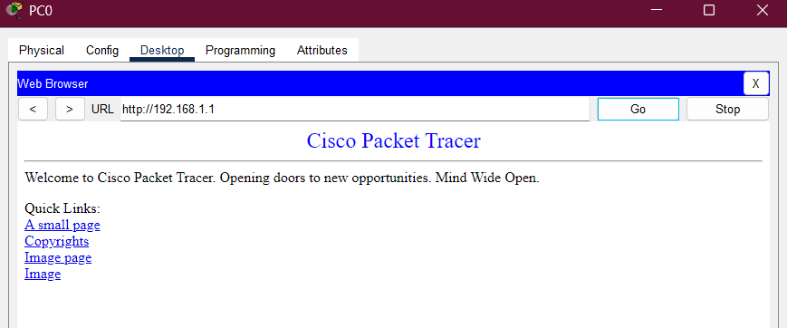 PC0
Physical Config Desktop Programming Attributes
Web Browser X
< > URL http://192.168.1.1 Go Stop
Cisco Packet Tracer
Welcome to Cisco Packet Tracer. Opening doors to new opportunities. Mind Wide Open.
Quick Links:
A small page
Copyrights
Image page
Image